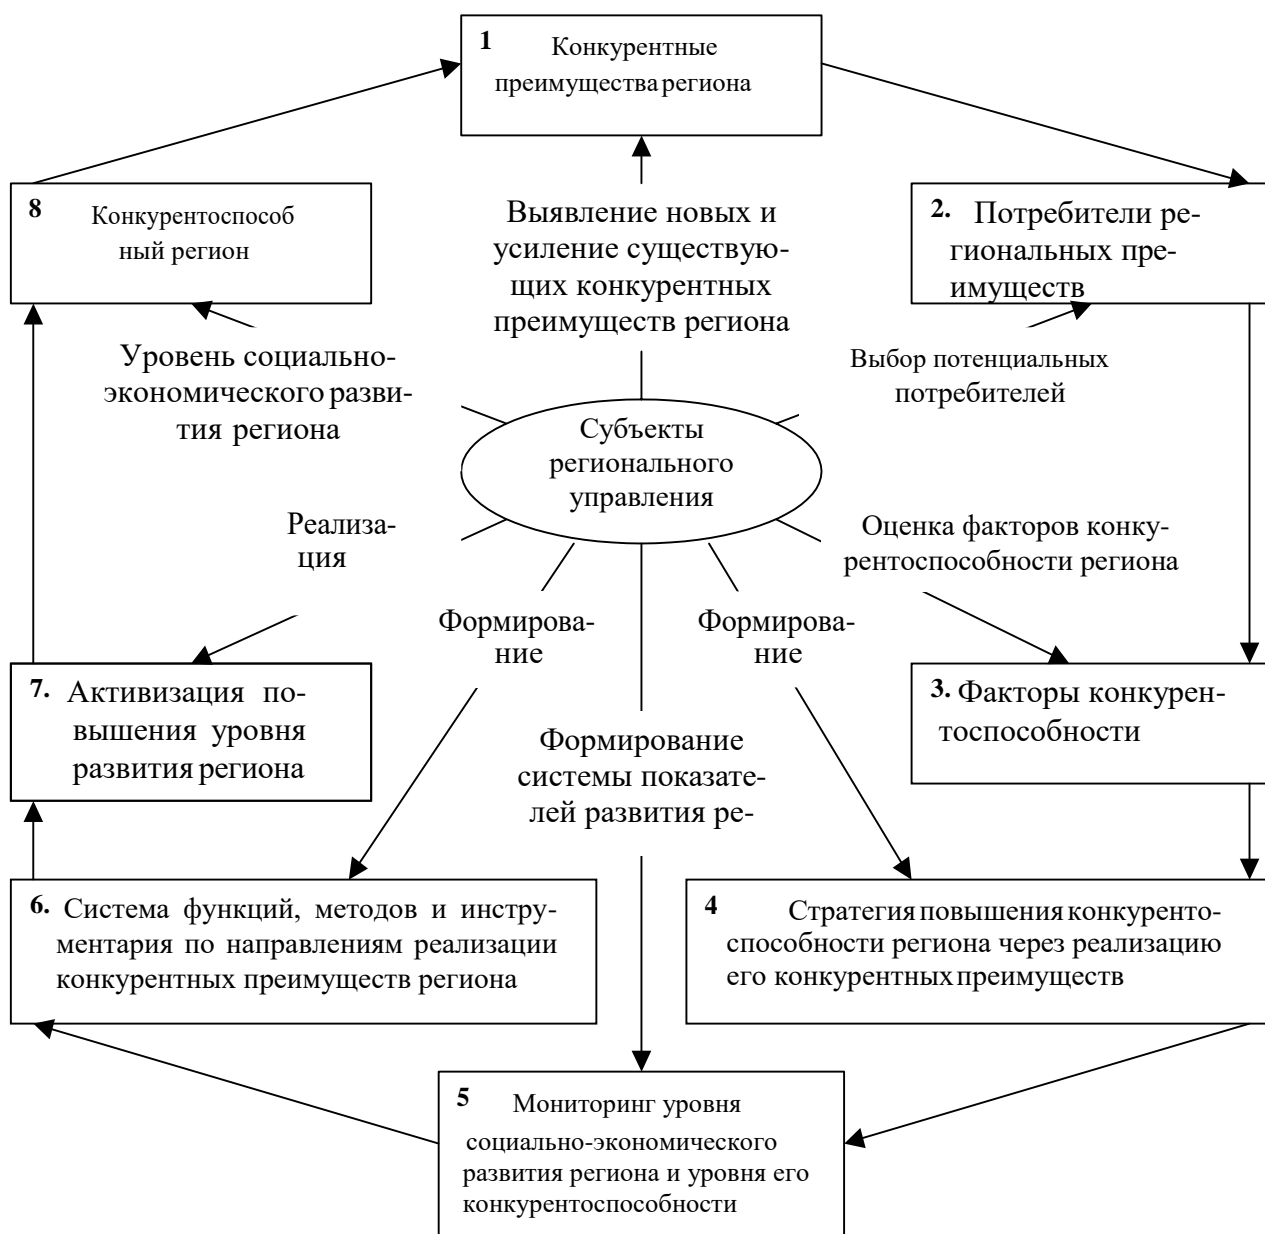 1 Конкурентные
преимущества региона
8 Конкурентоспособ
ный регион
Выявление новых и
усиление существую-
щих конкурентных
преимуществ региона
2. Потребители ре-
гиональных пре-
имуществ
Уровень социально-
экономического разви-
тия региона
Выбор потенциальных
потребителей
Субъекты
регионального
управления
Реализа-
ция
Оценка факторов конку-
рентоспособности региона
Формирова-
ние
Формирова-
ние
7. Активизация по-
вышения уровня
развития региона
Формирование
системы показате-
лей развития ре-
3. Факторы конкурен-
тоспособности
6. Система функций, методов и инстру-
ментария по направлениям реализации
конкурентных преимуществ региона
4 Стратегия повышения конкуренто-
способности региона через реализацию
его конкурентных преимуществ
5 Мониторинг уровня
социально-экономического
развития региона и уровня его
конкурентоспособности